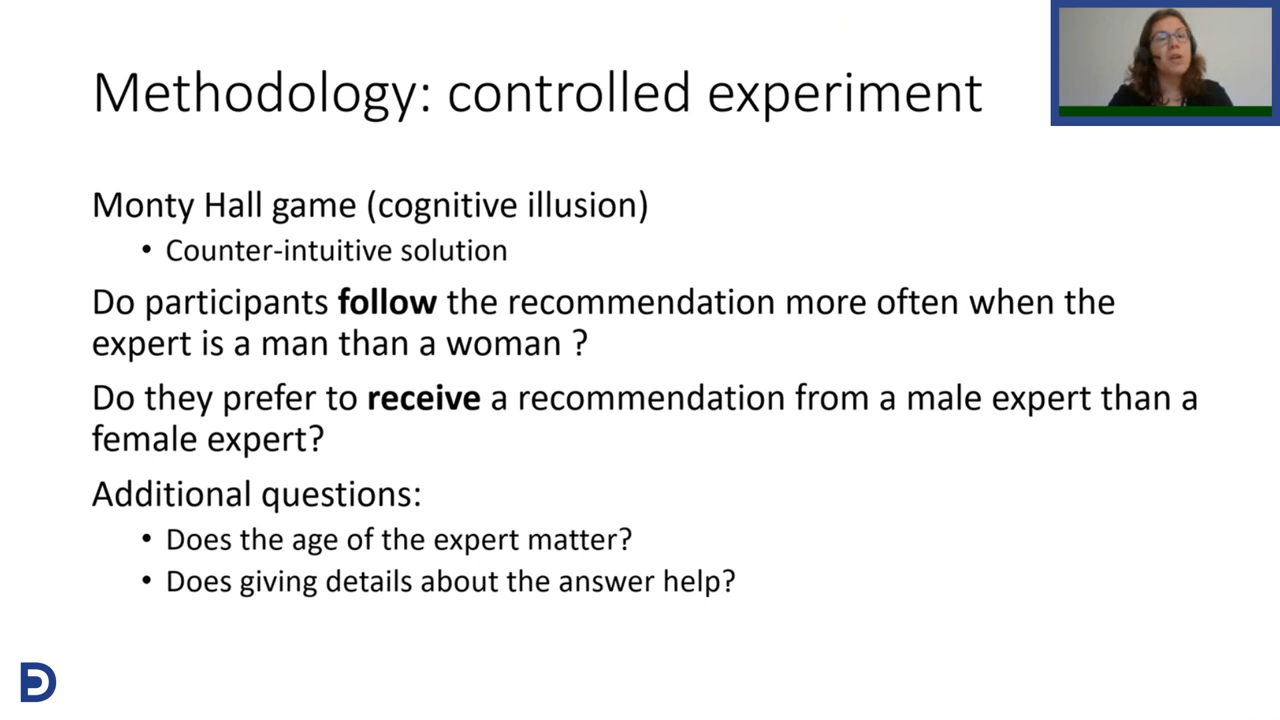 Methodology: controlled experiment
Monty Hall game (cognitive illusion)
• Counter-intuitive solution
Do participants follow the recommendation more often when the
expert is a man than a woman ?
Do they prefer to receive a recommendation from a male expert than a
female expert?
Additional questions:
• Does the age of the expert matter?
• Does giving details about the answer help?
D